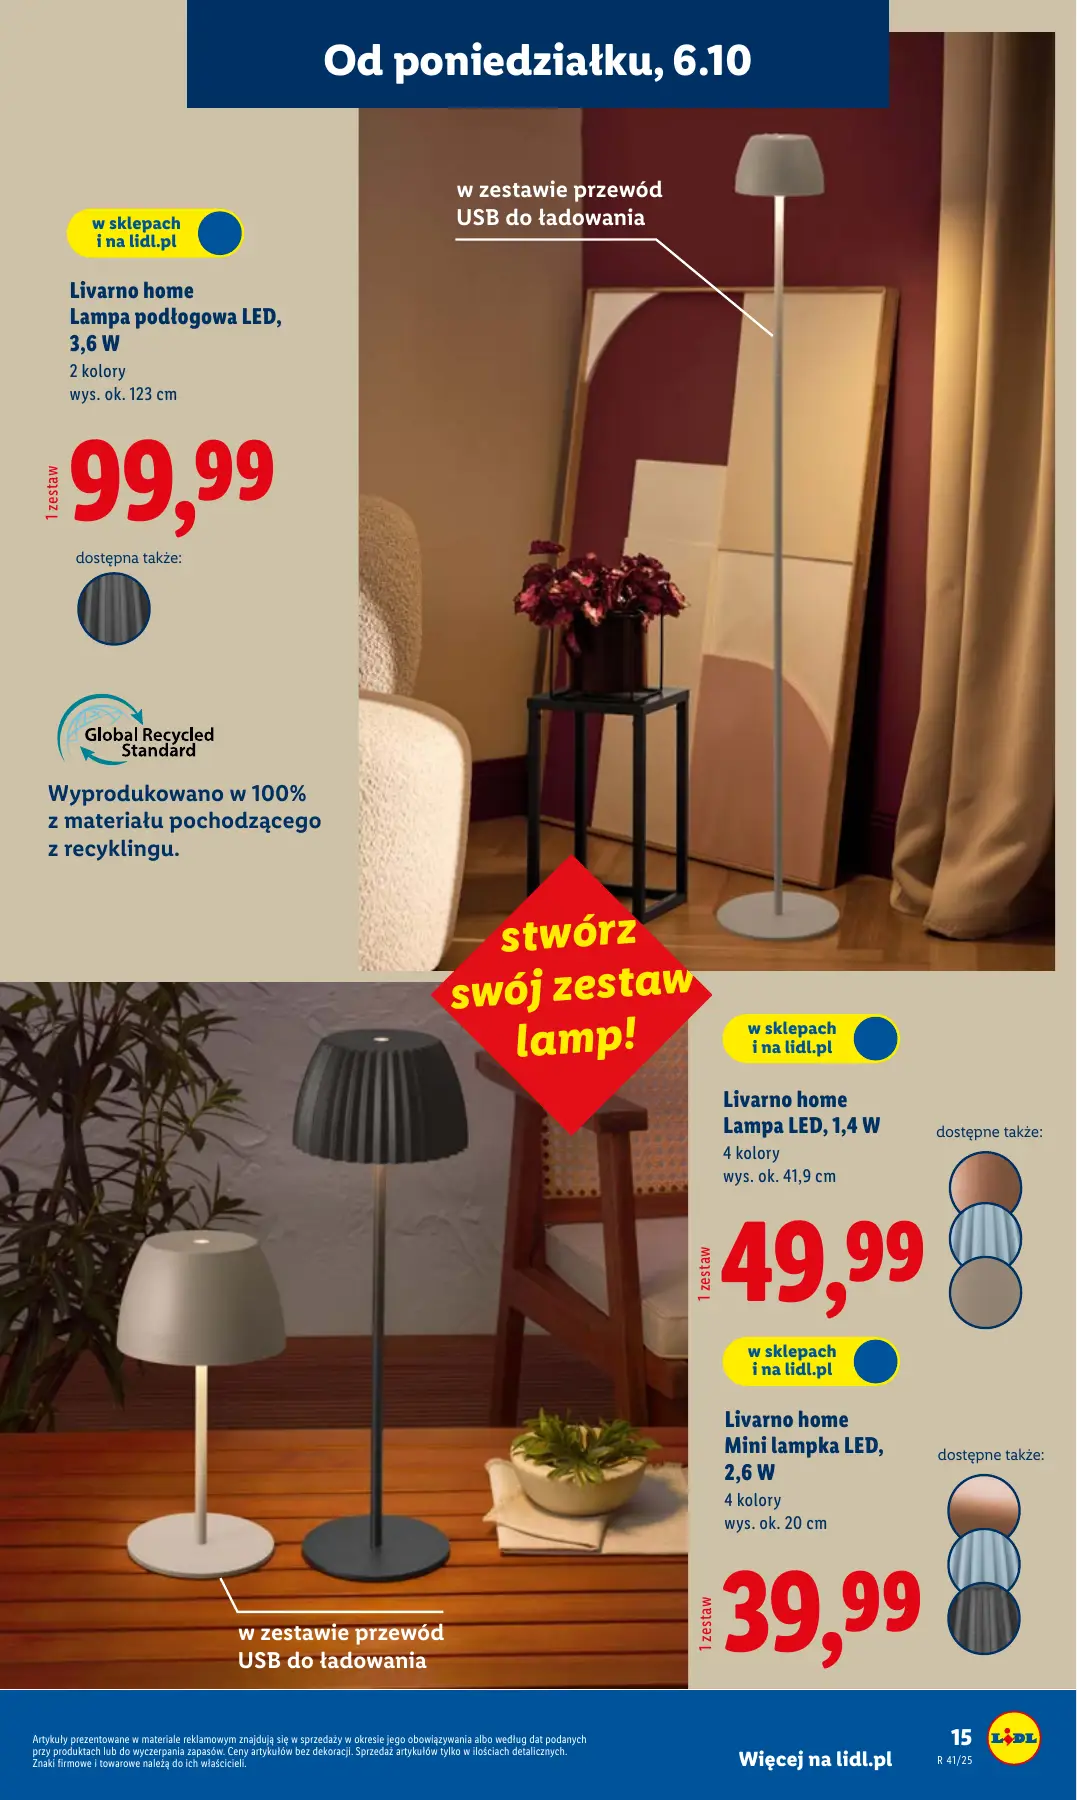 Od poniedziałku, 6.10
w zestawie przewód
USB do ładowania
w sklepach
i na lidl.pl
Livarno home
Lampa podłogowa LED,
3,6 W
2 kolory
wys. ok. 123 cm
1 zestaw
99,99
dostępna także:
Global Recycled
Standard
Wyprodukowano w 100%
z materiału pochodzącego
z recyklingu.
stwórz
swój zestaw
lamp!
w sklepach
i na lidl.pl
Livarno home
Lampa LED, 1,4 W
4 kolory
wys. ok. 41,9 cm
dostępne także:
1 zestaw
49,99
w sklepach
i na lidl.pl
Livarno home
Mini lampka LED,
2,6 W
4 kolory
wys. ok. 20 cm
dostępne także:
1 zestaw
39,99
w zestawie przewód
USB do ładowania
Artykuły prezentowane w materiale reklamowym znajdują się w sprzedaży w okresie jego obowiązywania albo według dat podanych
przy produktach lub do wyczerpania zapasów. Ceny artykułów bez dekoracji. Sprzedaż artykułów tylko w ilościach detalicznych.
Znaki firmowe i towarowe należą do ich właścicieli.
Więcej na lidl.pl
15
R 41/25
LIDL